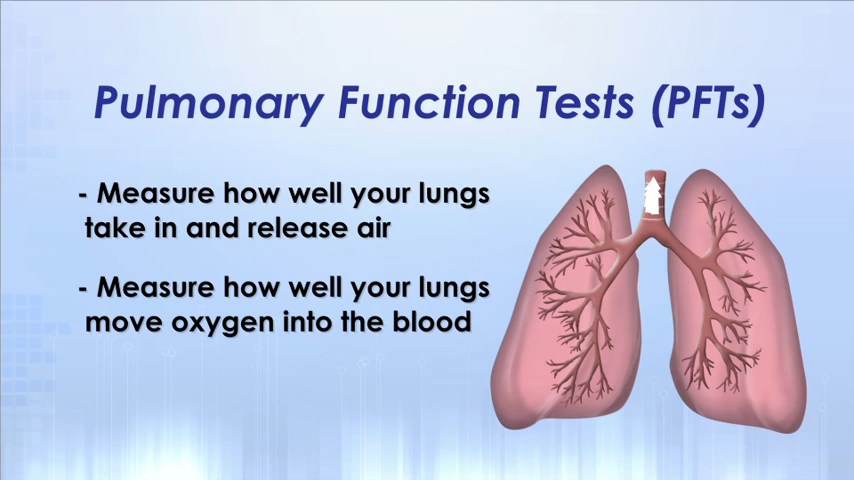 Pulmonary Function Tests (PFTs)
- Measure how well your lungs
take in and release air
- Measure how well your lungs
move oxygen into the blood